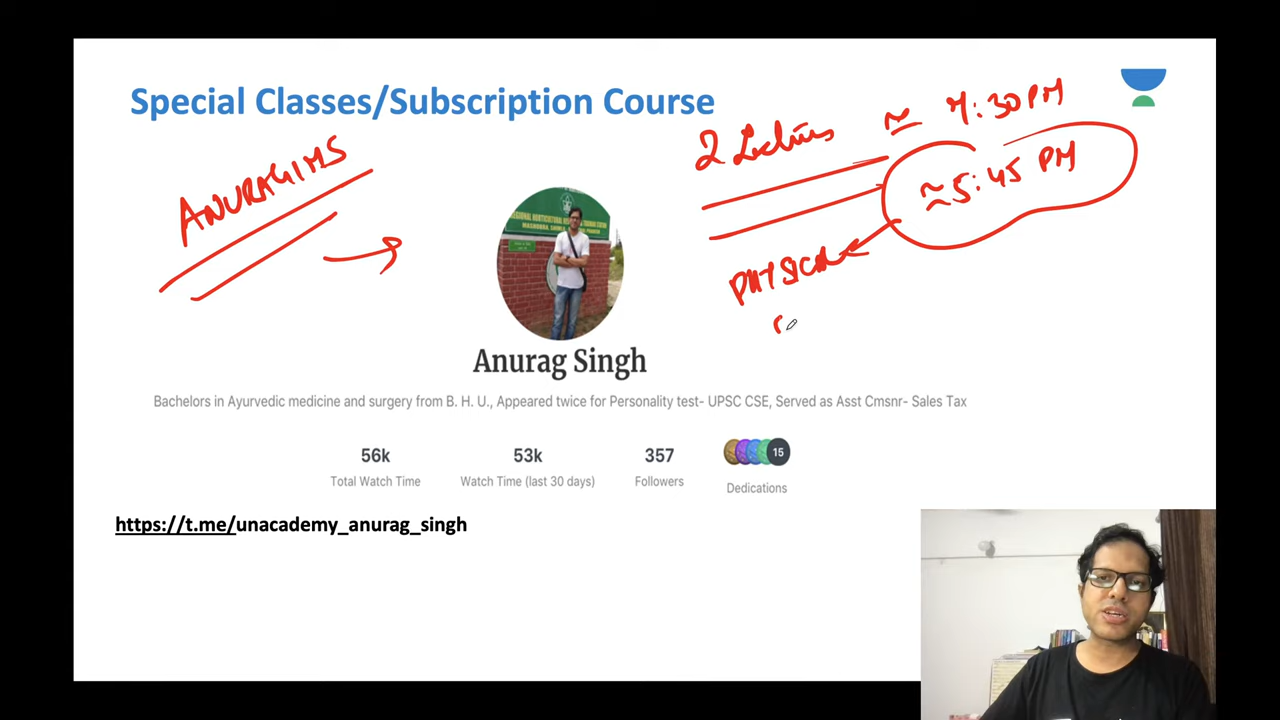 Special Classes/Subscription Course
2 Lectures ≈ 7:30 PM
≈5:45 PM
ANURAGIMS
PHYSICAL
Anurag Singh
Bachelors in Ayurvedic medicine and surgery from B. H. U., Appeared twice for Personality test- UPSC CSE, Served as Asst Cmsnr- Sales Tax
56k
53k
357
15
Total Watch Time
Watch Time (last 30 days)
Followers
Dedications
https://t.me/unacademy_anurag_singh